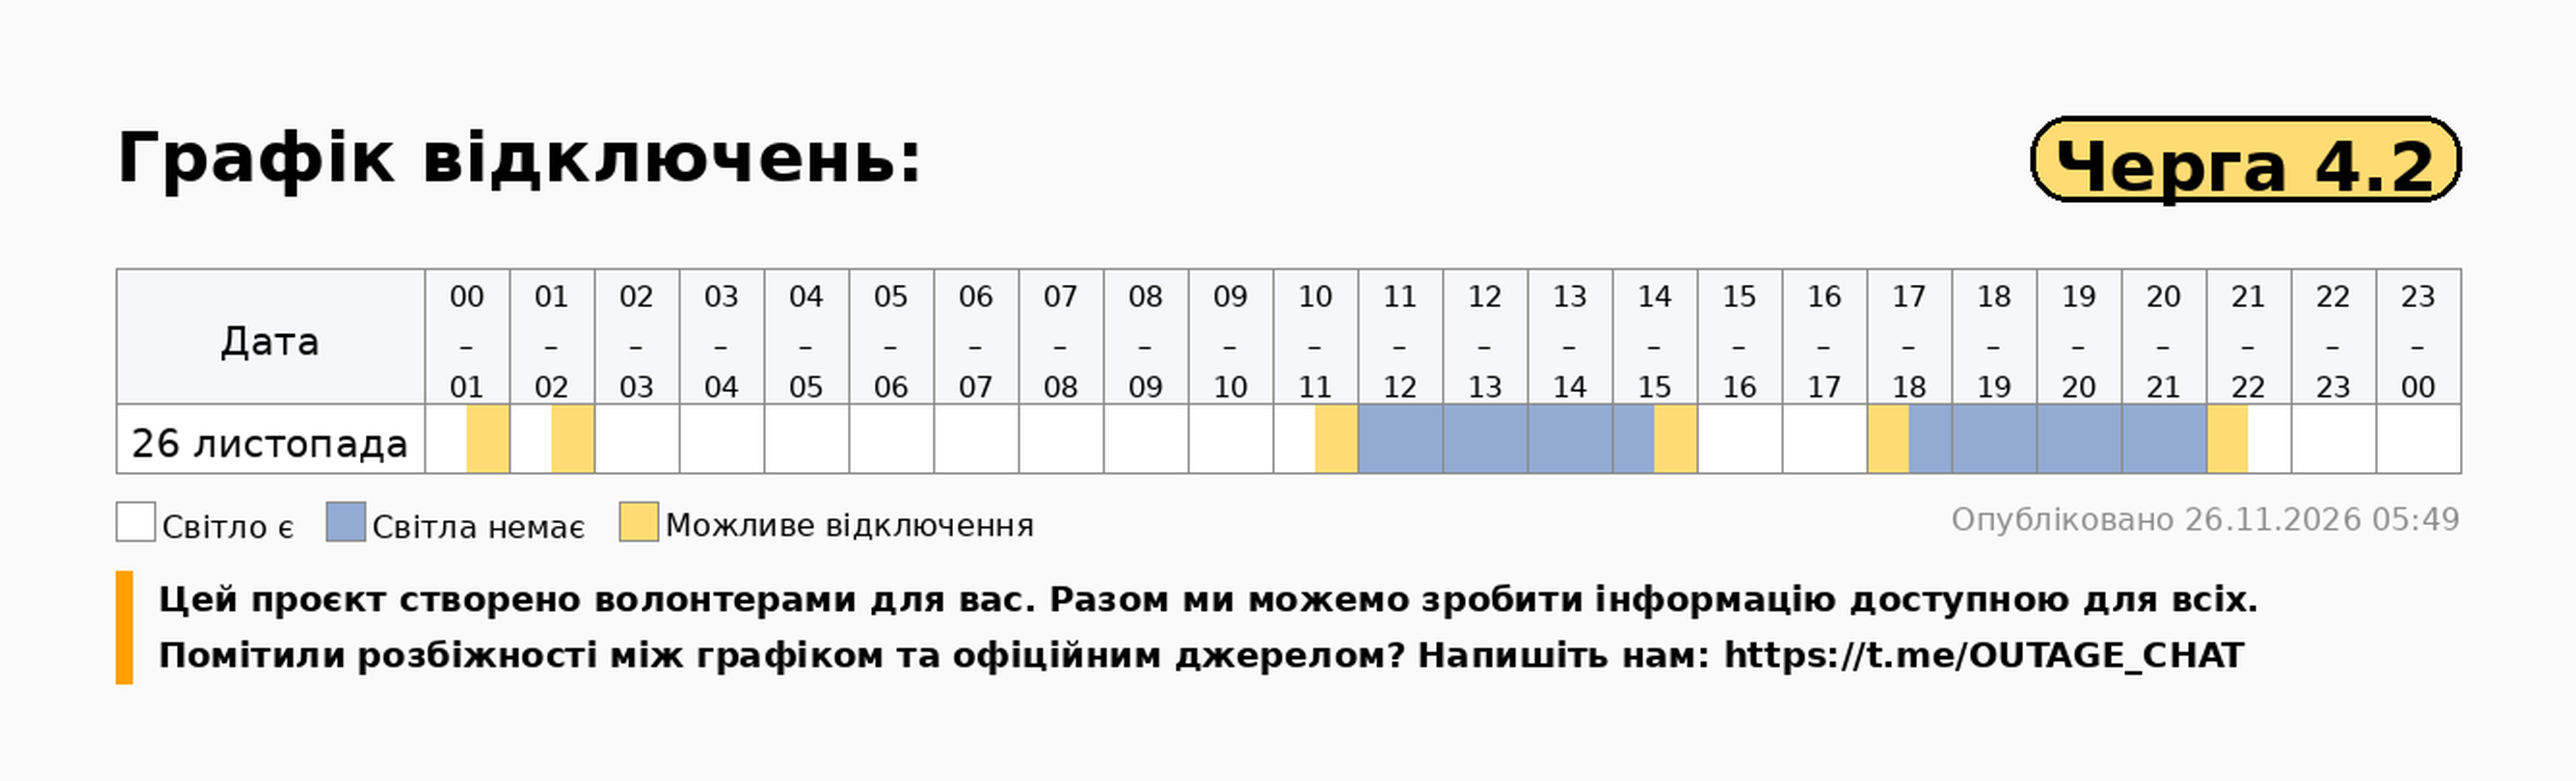 Графік відключень:
Черга 4.2
Дата
00 – 01
01 – 02
02 – 03
03 – 04
04 – 05
05 – 06
06 – 07
07 – 08
08 – 09
09 – 10
10 – 11
11 – 12
12 – 13
13 – 14
14 – 15
15 – 16
16 – 17
17 – 18
18 – 19
19 – 20
20 – 21
21 – 22
22 – 23
23 – 00
26 листопада
Світло є
Світла немає
Можливе відключення
Опубліковано 26.11.2026 05:49
Цей проєкт створено волонтерами для вас. Разом ми можемо зробити інформацію доступною для всіх.
Помітили розбіжності між графіком та офіційним джерелом? Напишіть нам: https://t.me/OUTAGE_CHAT